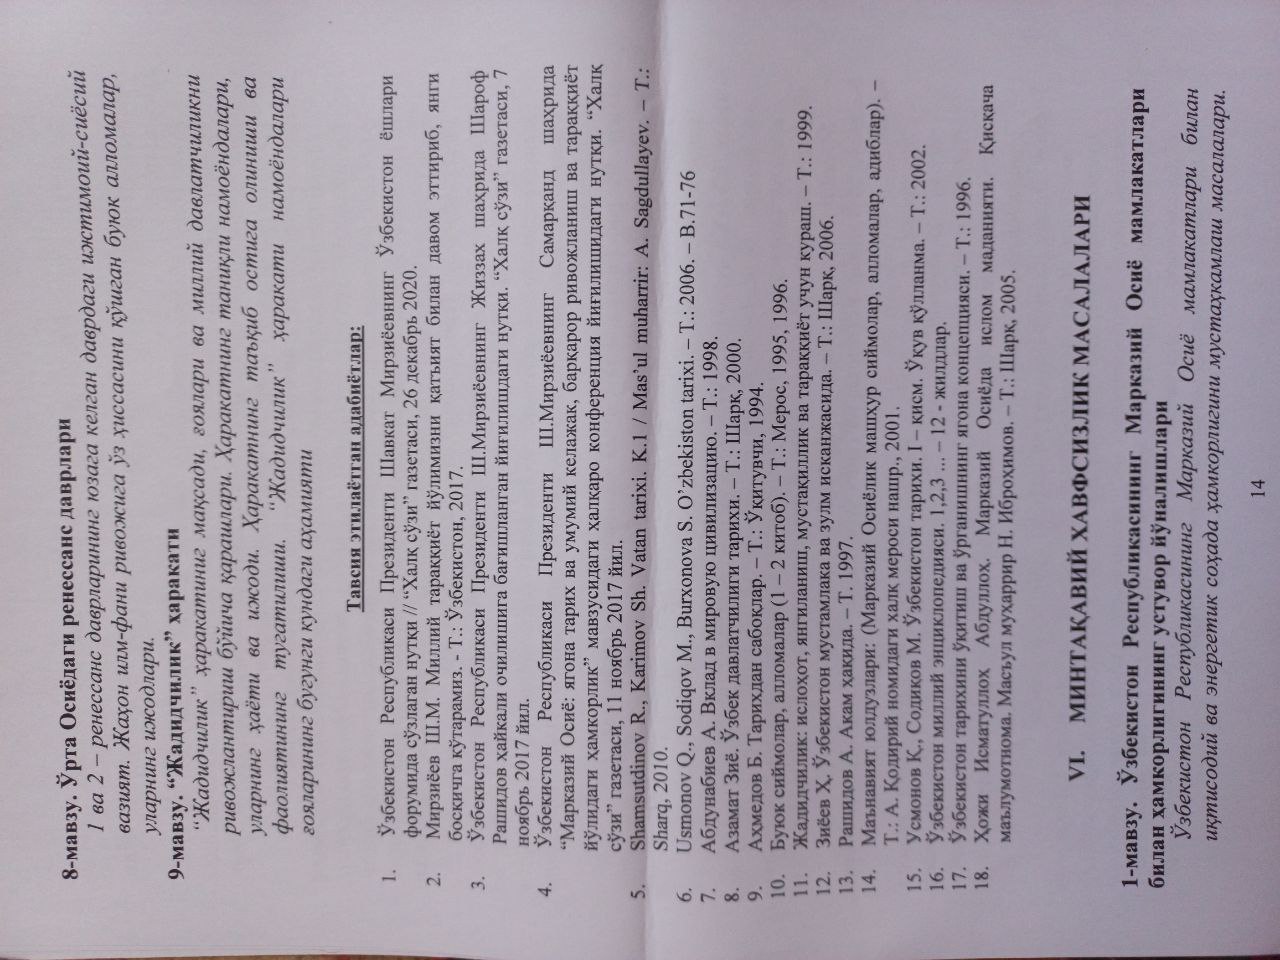 8-мавзу. Ўрта Осиёдаги ренессанс даврлари
1 ва 2 – ренессанс даврларининг юзага келган даврдаги ижтимоий-сиёсий
вазият. Жаҳон илм-фани ривожига ўз ҳиссасини қўшган буюк алломалар,
уларнинг ижодлари.
9-мавзу. “Жадидчилик” ҳаракати
“Жадидчилик” ҳаракатининг мақсади, ғоялари ва миллий давлатчиликни
ривожлантириш бўйича қарашлари. Ҳаракатнинг таниқли намоёндалари,
уларнинг ҳаёти ва ижоди. Ҳаракатнинг таъқиб остига олиниши ва
фаолиятининг тугатилиши. “Жадидчилик” ҳаракати намоёндалари
ғояларининг бугунги кундаги аҳамияти
Тавсия этилаётган адабиётлар:
1. Ўзбекистон Республикаси Президенти Шавкат Мирзиёевнинг Ўзбекистон ёшлари
форумида сўзлаган нутқи // “Халқ сўзи” газетаси, 26 декабрь 2020.
2. Мирзиёев Ш.М. Миллий тараққиёт йўлимизни қатъият билан давом эттириб, янги
босқичга кўтарамиз. - Т.: Ўзбекистон, 2017.
3. Ўзбекистон Республикаси Президенти Ш.Мирзиёевнинг Жиззах шаҳрида Шароф
Рашидов ҳайкали очилишига бағишланган йиғилишдаги нутқи. “Халқ сўзи” газетаси, 7
ноябрь 2017 йил.
4. Ўзбекистон Республикаси Президенти Ш.Мирзиёевнинг Самарқанд шаҳрида
“Марказий Осиё: ягона тарих ва умумий келажак, барқарор ривожланиш ва тараққиёт
йўлидаги ҳамкорлик” мавзусидаги халқаро конференция йиғилишидаги нутқи. “Халқ
сўзи” газетаси, 11 ноябрь 2017 йил.
5. Shamsutdinov R., Karimov Sh. Vatan tarixi. K.1 / Mas’ul muharrir: A. Sagdullayev. – T.:
Sharq, 2010.
6. Usmonov Q., Sodiqov M., Burxonova S. O’zbekiston tarixi. – T.: 2006. – B.71-76
7. Абдунабиев А. Вклад в мировую цивилизацию. – Т.: 1998.
8. Азамат Зиё. Ўзбек давлатчилиги тарихи. – Т.: Шарқ, 2000.
9. Аҳмедов Б. Тарихдан сабоқлар. – Т.: Ўқитувчи, 1994.
10. Буюк сиймолар, алломалар (1 – 2 китоб). – Т.: Мерос, 1995, 1996.
11. Жадидчилик: ислоҳот, янгиланиш, мустақиллик ва тараққиёт учун кураш. – Т.: 1999.
12. Зиёев Ҳ, Ўзбекистон мустамлака ва зулм исканжасида. – Т.: Шарқ, 2006.
13. Рашидов А. Акам ҳақида. – Т. 1997.
14. Маънавият юлдузлари: (Марказий Осиёлик машҳур сиймолар, алломалар, адиблар). –
Т.: А. Қодирий номидаги халқ мероси нашр., 2001.
15. Усмонов Қ., Содиков М. Ўзбекистон тарихи. I – қисм. Ўқув қўлланма. – Т.: 2002.
16. Ўзбекистон миллий энциклопедияси. 1,2,3 ... – 12 - жилдлар.
17. Ўзбекистон тарихини ўқитиш ва ўрганишнинг ягона концепцияси. – Т.: 1996.
18. Ҳожи Исматуллоҳ Абдуллоҳ. Марказий Осиёда ислом маданияти. Қисқача
маълумотнома. Масъул муҳаррир Н. Иброҳимов. – Т.: Шарқ, 2005.
VI. МИНТАҚАВИЙ ХАВФСИЗЛИК МАСАЛАЛАРИ
1-мавзу. Ўзбекистон Республикасининг Марказий Осиё мамлакатлари
билан ҳамкорлигининг устувор йўналишлари
Ўзбекистон Республикасининг Марказий Осиё мамлакатлари билан
иқтисодий ва энергетик соҳада ҳамкорлигини мустаҳкамлаш масалалари.
14